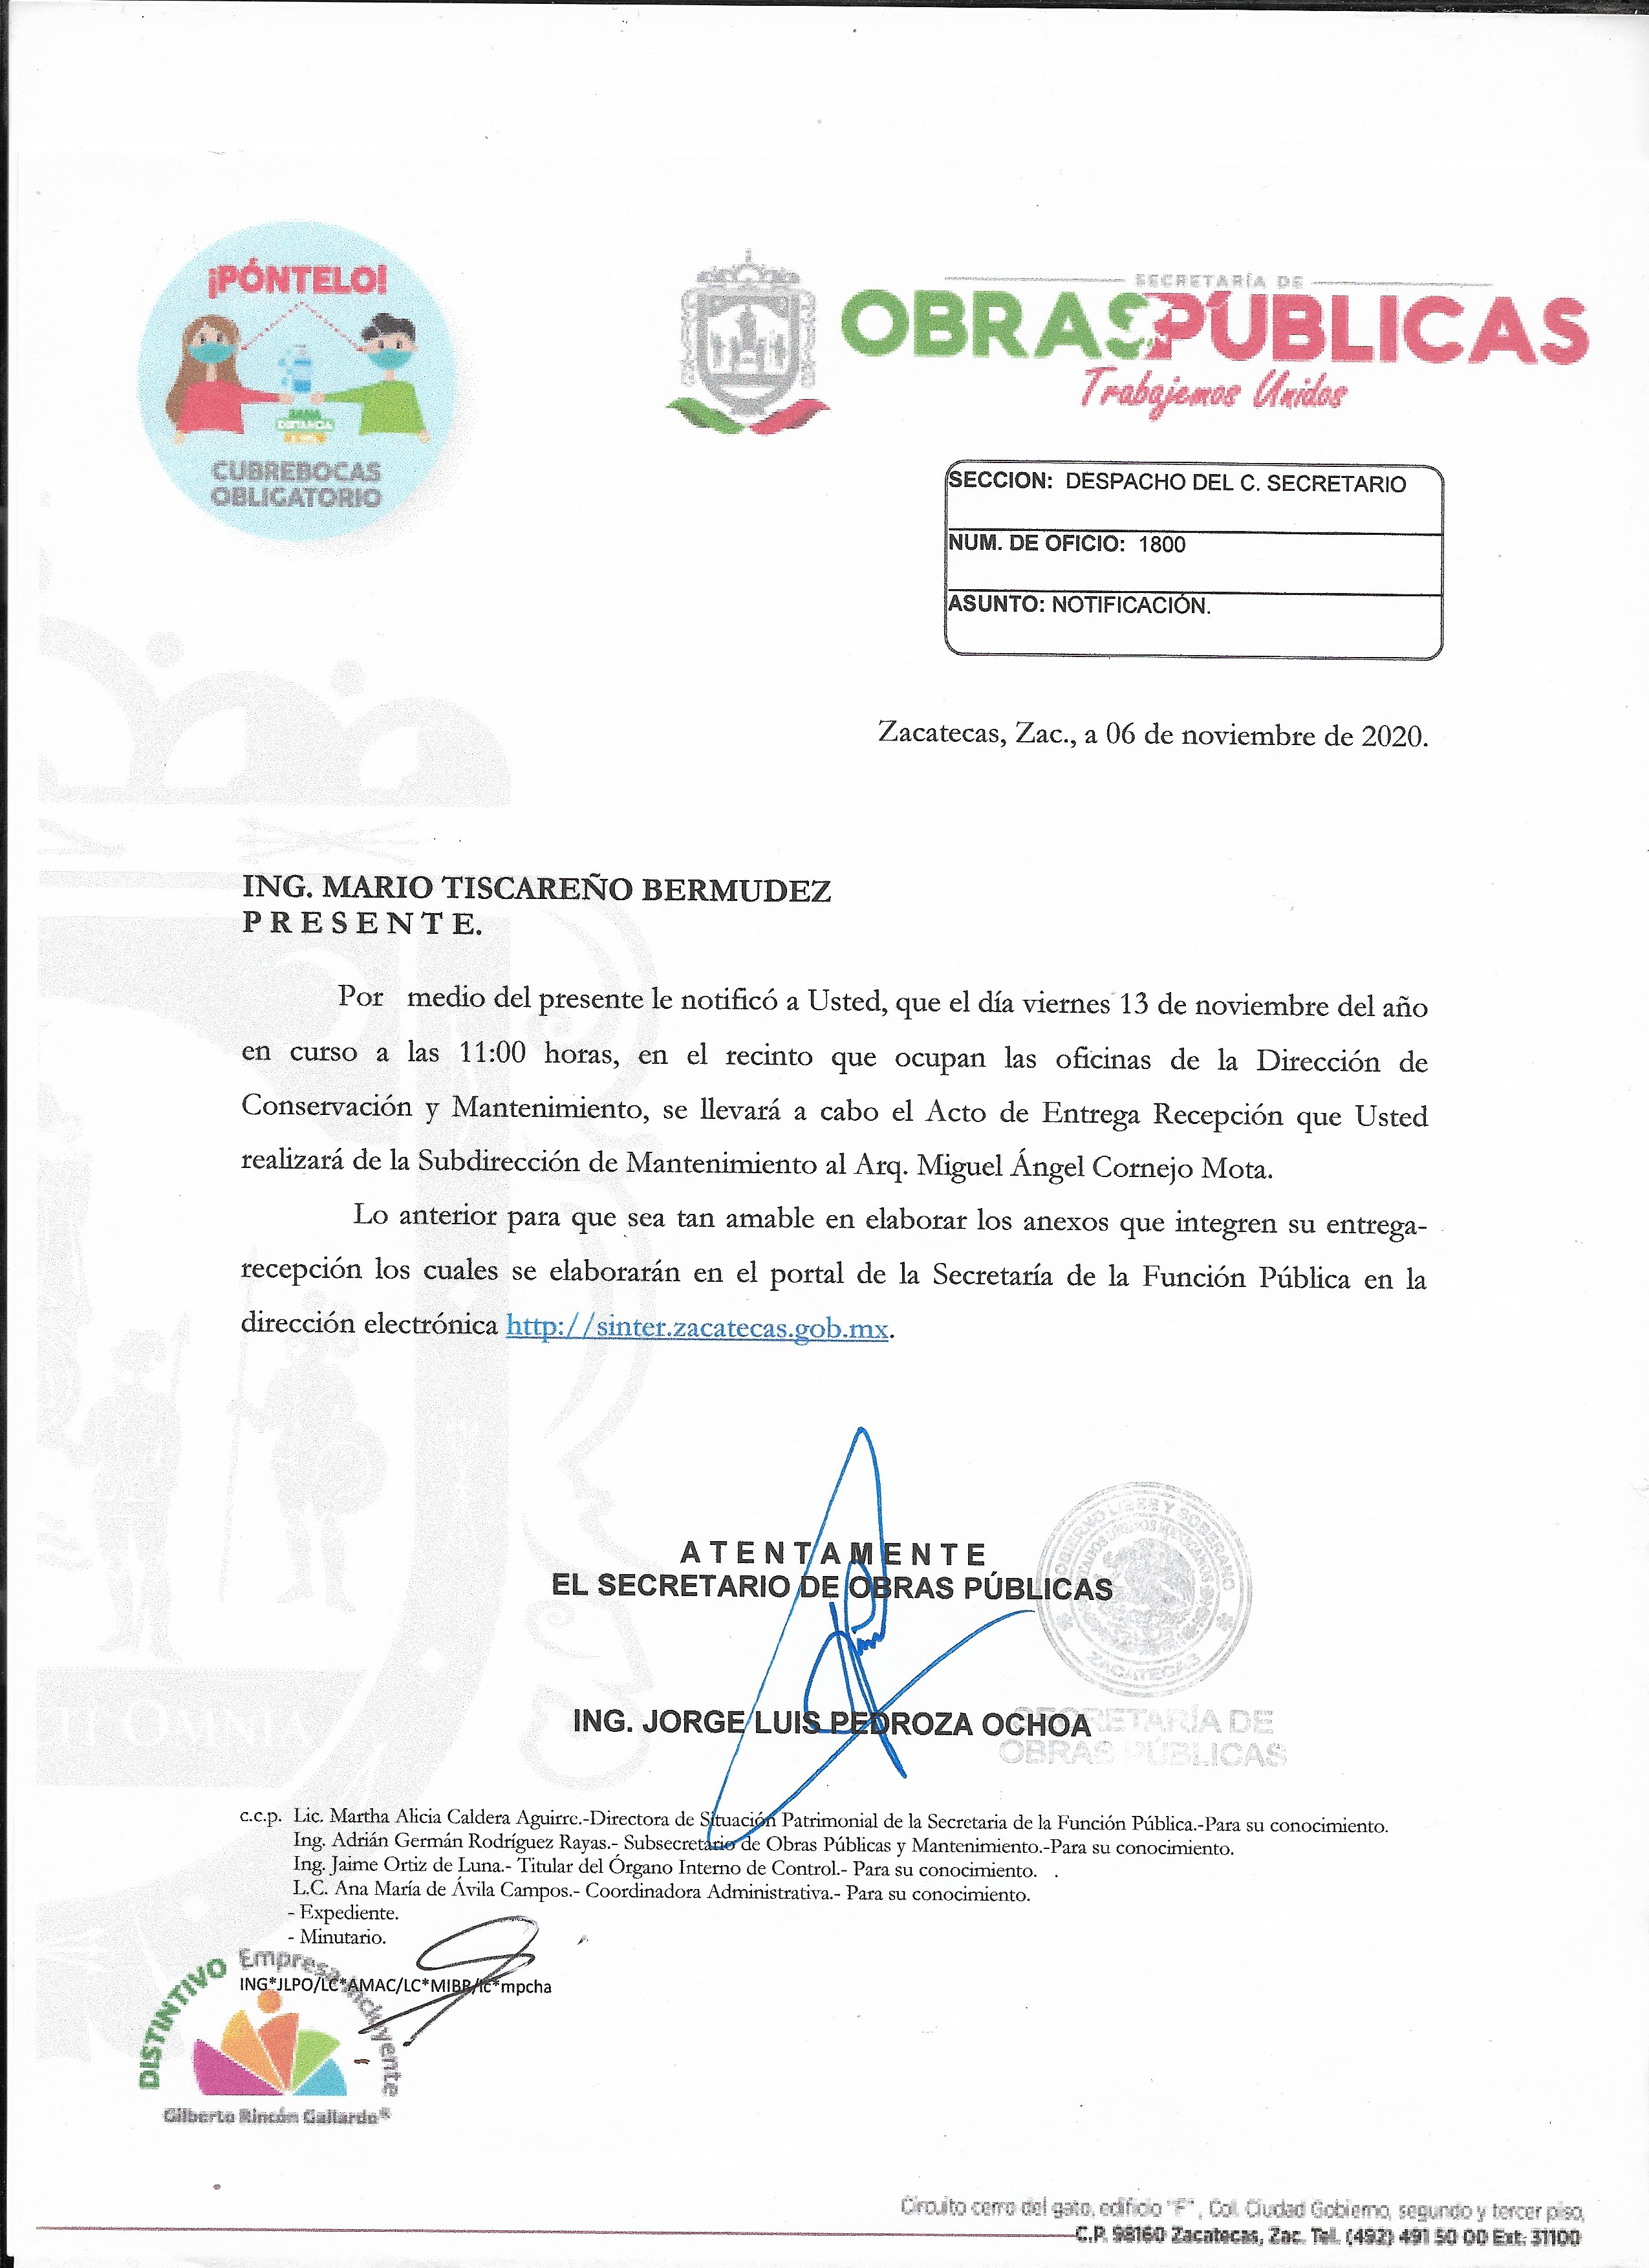 ¡PÓNTELO!
SANA
DISTANCIA
CUBREBOCAS
OBLIGATORIO
SECRETARÍA DE
OBRAS PÚBLICAS
Trabajemos Unidos
SECCION: DESPACHO DEL C. SECRETARIO
NUM. DE OFICIO: 1800
ASUNTO: NOTIFICACIÓN.
Zacatecas, Zac., a 06 de noviembre de 2020.
ING. MARIO TISCAREÑO BERMUDEZ
P R E S E N T E.
Por medio del presente le notificó a Usted, que el día viernes 13 de noviembre del año
en curso a las 11:00 horas, en el recinto que ocupan las oficinas de la Dirección de
Conservación y Mantenimiento, se llevará a cabo el Acto de Entrega Recepción que Usted
realizará de la Subdirección de Mantenimiento al Arq. Miguel Ángel Cornejo Mota.
Lo anterior para que sea tan amable en elaborar los anexos que integren su entrega-
recepción los cuales se elaborarán en el portal de la Secretaría de la Función Pública en la
dirección electrónica http://sinter.zacatecas.gob.mx.
A T E N T A M E N T E
EL SECRETARIO DE OBRAS PÚBLICAS
GOBIERNO LIBRE Y SOBERANO
ESTADOS UNIDOS MEXICANOS
ZACATECAS
ING. JORGE LUIS PEDROZA OCHOA
SECRETARÍA DE
OBRAS PÚBLICAS
c.c.p. Lic. Martha Alicia Caldera Aguirre.-Directora de Situación Patrimonial de la Secretaria de la Función Pública.-Para su conocimiento.
Ing. Adrián Germán Rodríguez Rayas.- Subsecretario de Obras Públicas y Mantenimiento.-Para su conocimiento.
Ing. Jaime Ortiz de Luna.- Titular del Órgano Interno de Control.- Para su conocimiento. .
L.C. Ana María de Ávila Campos.- Coordinadora Administrativa.- Para su conocimiento.
- Expediente.
- Minutario.
ING*JLPO/LC*AMAC/LC*MIBR/lc*mpcha
DISTINTIVO Empresa Incluyente
Gilberto Rincón Gallardo®
Circuito cerro del gato, edificio "F", Col. Ciudad Gobierno, segundo y tercer piso,
C.P. 98160 Zacatecas, Zac. Tel. (492) 491 50 00 Ext: 31100